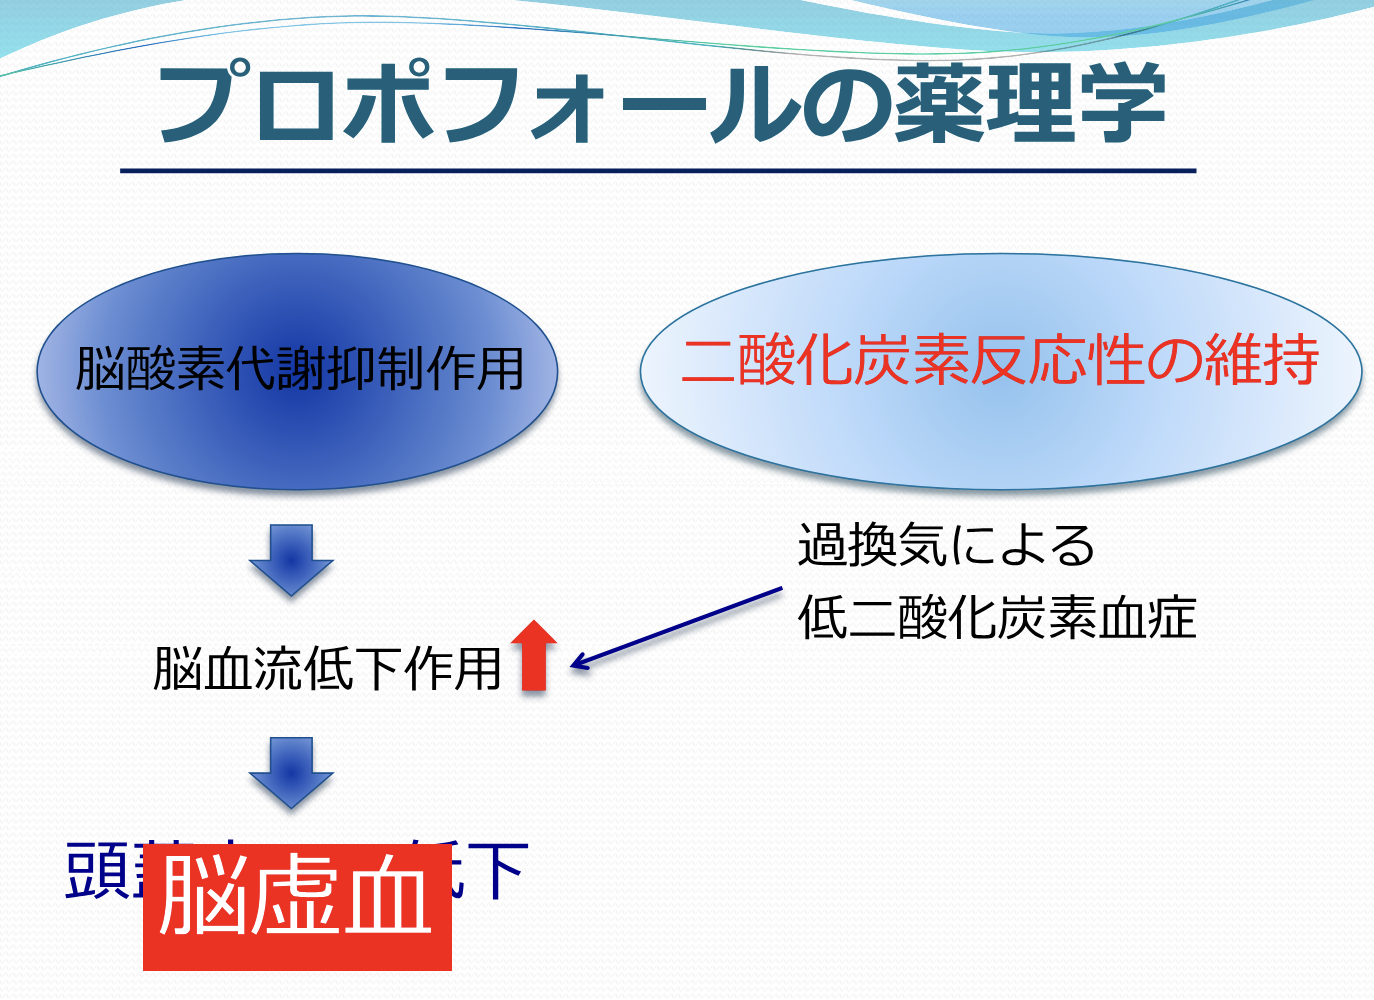 プロポフォールの薬理学
脳酸素代謝抑制作用
二酸化炭素反応性の維持
過換気による
低二酸化炭素血症
脳血流低下作用
頭 低下
脳虚血